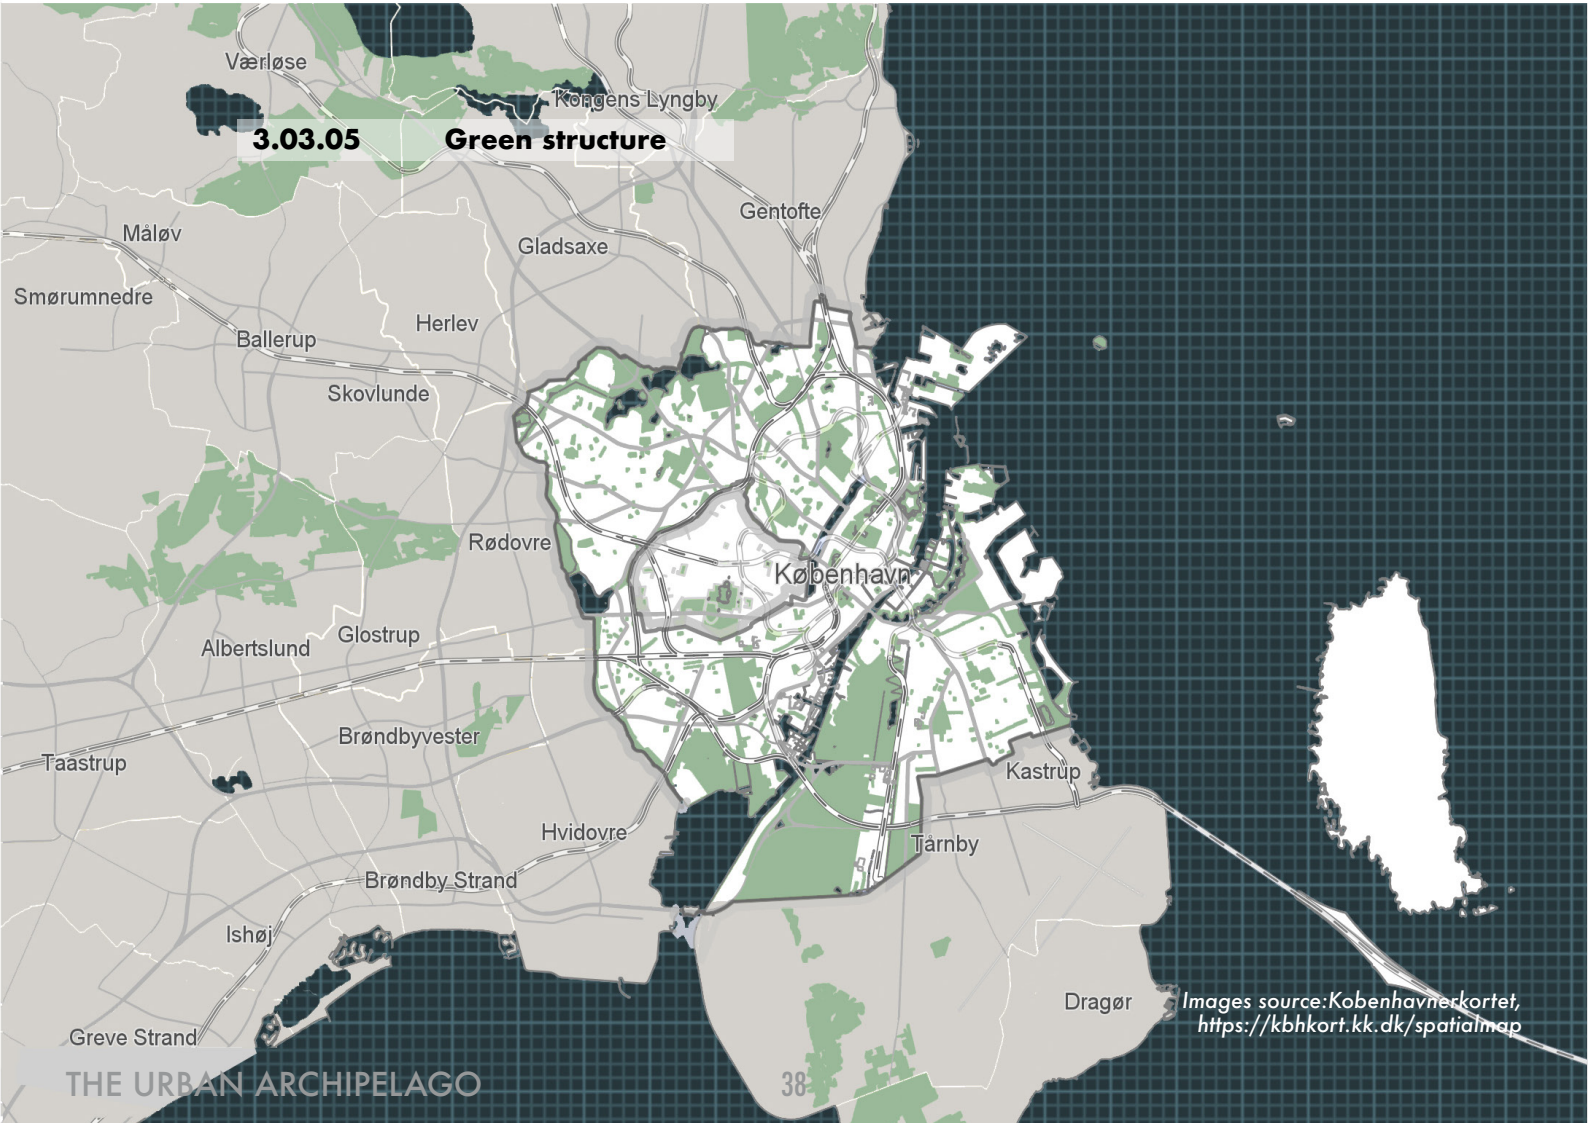 Værløse
Kongens Lyngby
3.03.05 Green structure
Gentofte
Måløv
Gladsaxe
Smørumnedre
Herlev
Ballerup
Skovlunde
Rødovre
København
Albertslund
Glostrup
Brøndbyvester
Taastrup
Kastrup
Hvidovre
Tårnby
Brøndby Strand
Ishøj
Dragør
Images source:Kobenhavnerkortet,
https://kbhkort.kk.dk/spatialmap
Greve Strand
THE URBAN ARCHIPELAGO
38